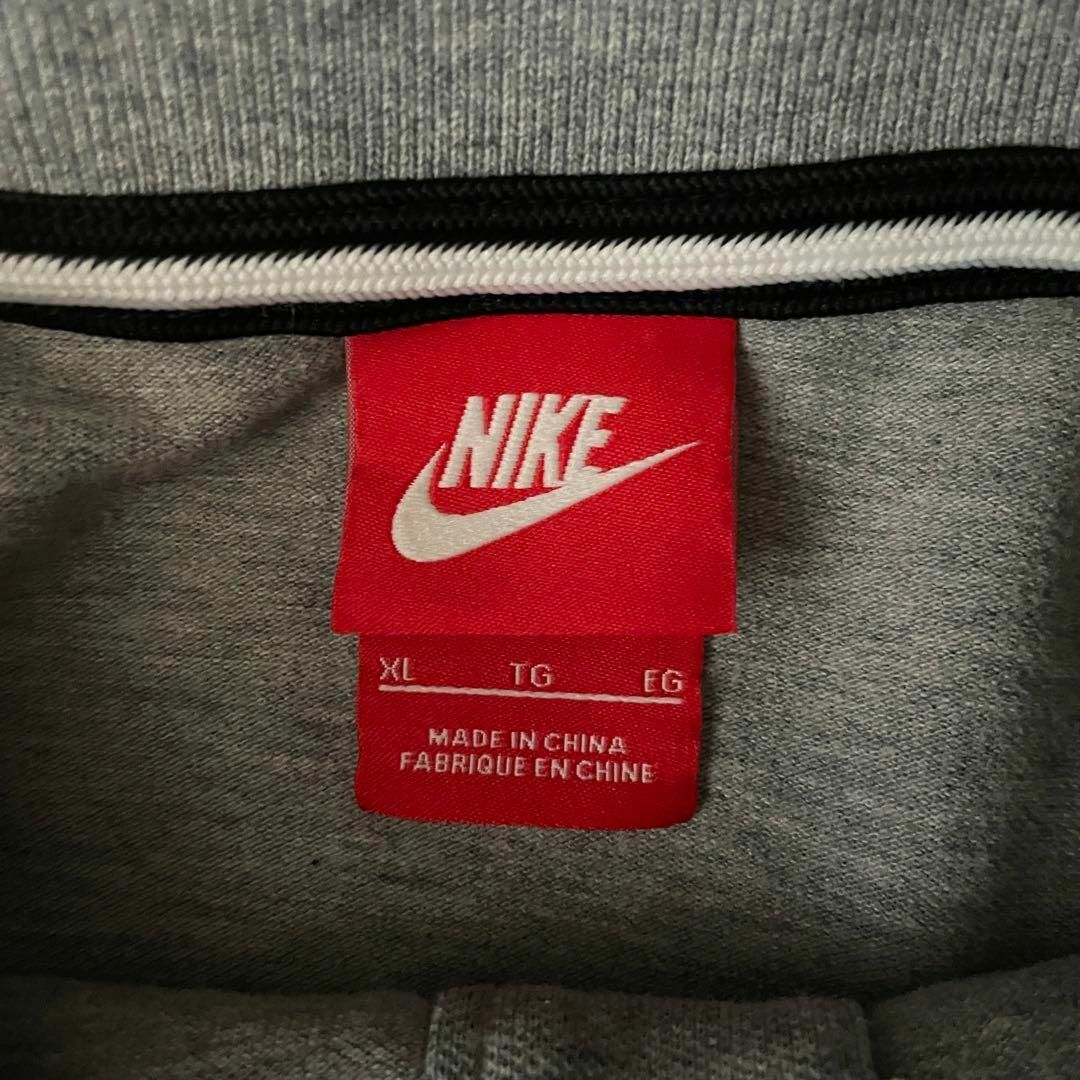 NIKE
XL TG EG
MADE IN CHINA
FABRIQUE EN CHINE